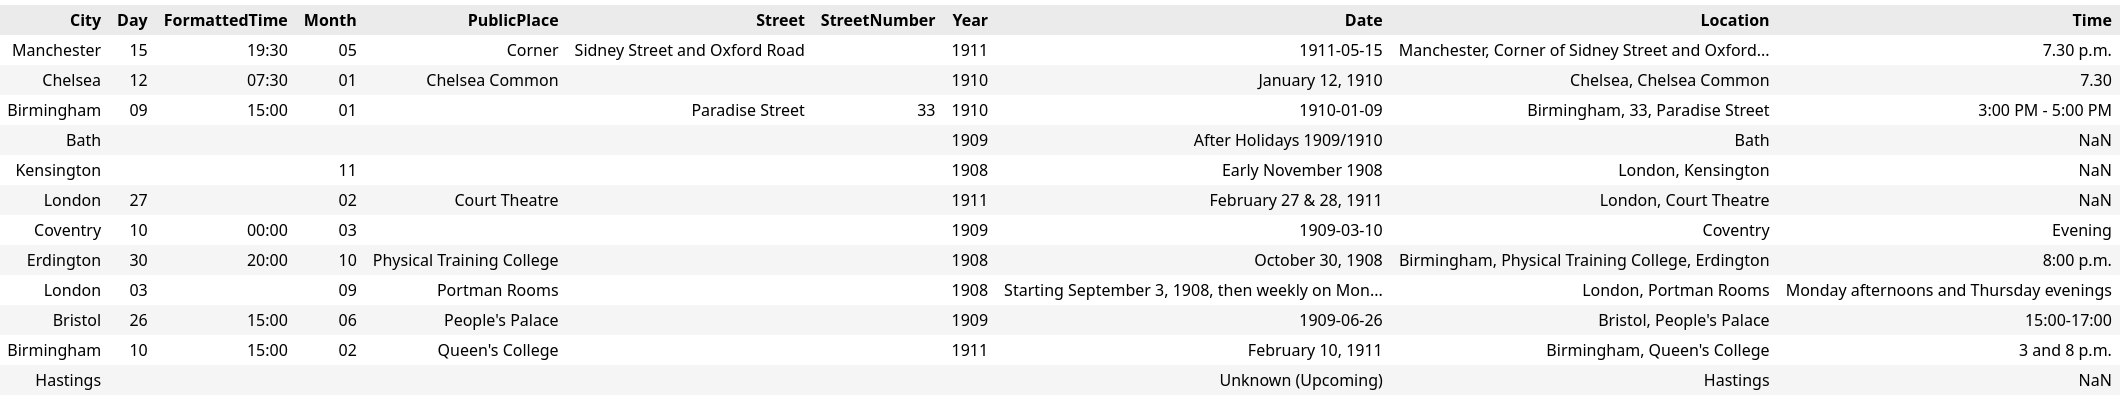 City Day FormattedTime Month PublicPlace Street StreetNumber Year Date Location Time
Manchester 15 19:30 05 Corner Sidney Street and Oxford Road 1911 1911-05-15 Manchester, Corner of Sidney Street and Oxford... 7.30 p.m.
Chelsea 12 07:30 01 Chelsea Common 1910 January 12, 1910 Chelsea, Chelsea Common 7.30
Birmingham 09 15:00 01 Paradise Street 33 1910 1910-01-09 Birmingham, 33, Paradise Street 3:00 PM - 5:00 PM
Bath 1909 After Holidays 1909/1910 Bath NaN
Kensington 11 1908 Early November 1908 London, Kensington NaN
London 27 02 Court Theatre 1911 February 27 & 28, 1911 London, Court Theatre NaN
Coventry 10 00:00 03 1909 1909-03-10 Coventry Evening
Erdington 30 20:00 10 Physical Training College 1908 October 30, 1908 Birmingham, Physical Training College, Erdington 8:00 p.m.
London 03 09 Portman Rooms 1908 Starting September 3, 1908, then weekly on Mon... London, Portman Rooms Monday afternoons and Thursday evenings
Bristol 26 15:00 06 People's Palace 1909 1909-06-26 Bristol, People's Palace 15:00-17:00
Birmingham 10 15:00 02 Queen's College 1911 February 10, 1911 Birmingham, Queen's College 3 and 8 p.m.
Hastings Unknown (Upcoming) Hastings NaN